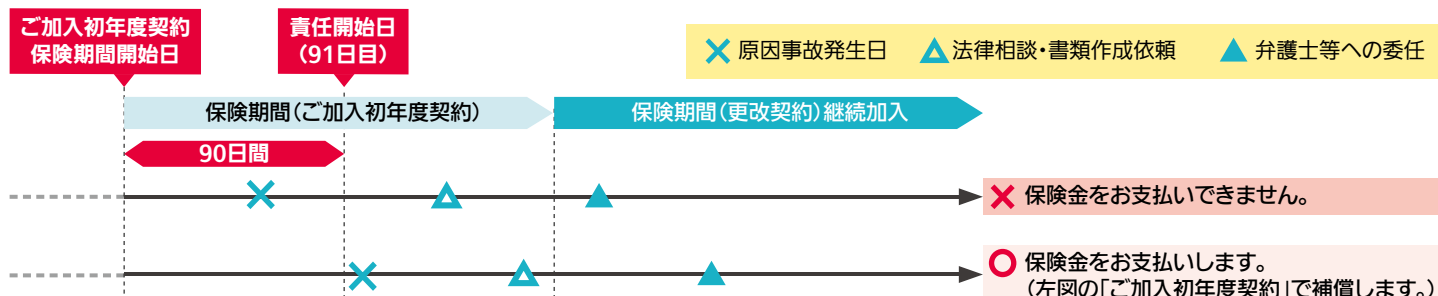 ご加入初年度契約
保険期間開始日
責任開始日
（91日目）
原因事故発生日
法律相談・書類作成依頼
弁護士等への委任
保険期間（ご加入初年度契約）
保険期間（更改契約）継続加入
90日間
保険金をお支払いできません。
保険金をお支払いします。
（左図の「ご加入初年度契約」で補償します。）